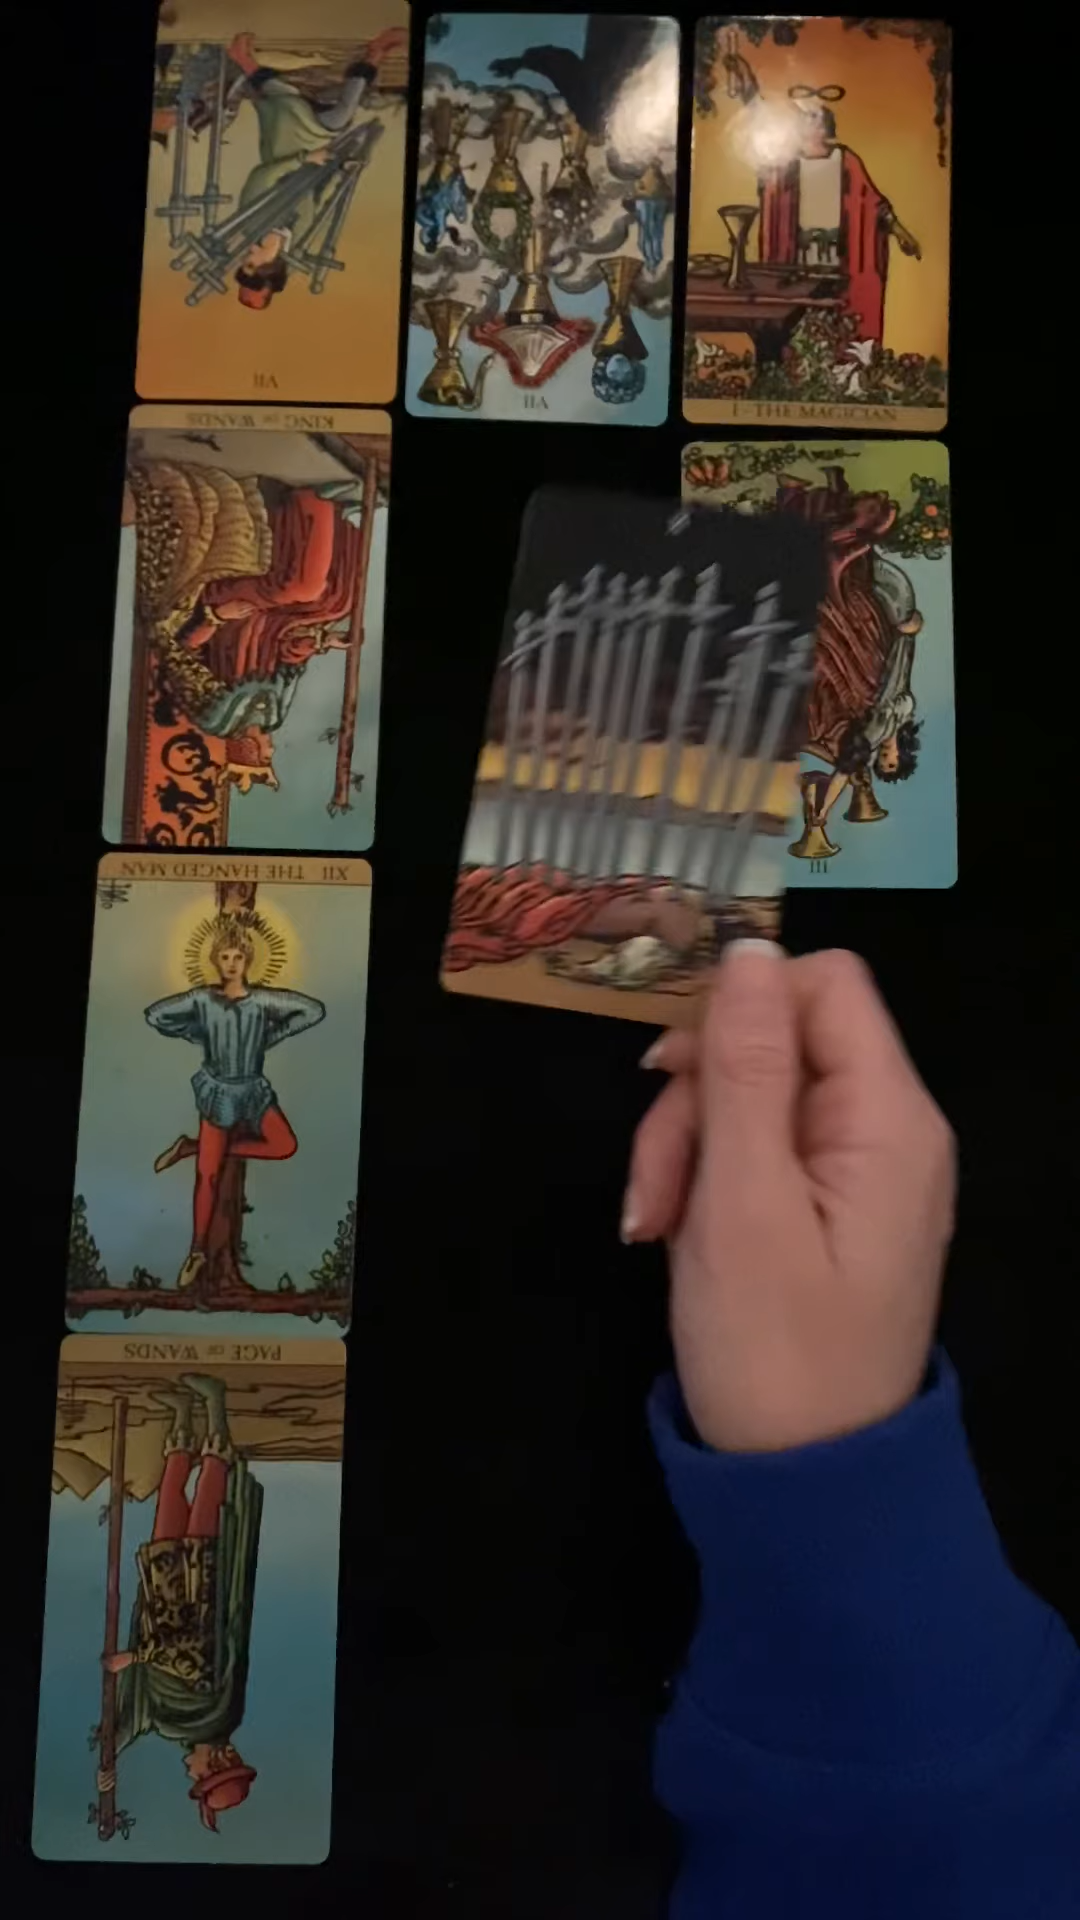 VII
VII
I-THE MAGICIAN
KING OF WANDS
III
XII THE HANGED MAN
PAGE OF WANDS